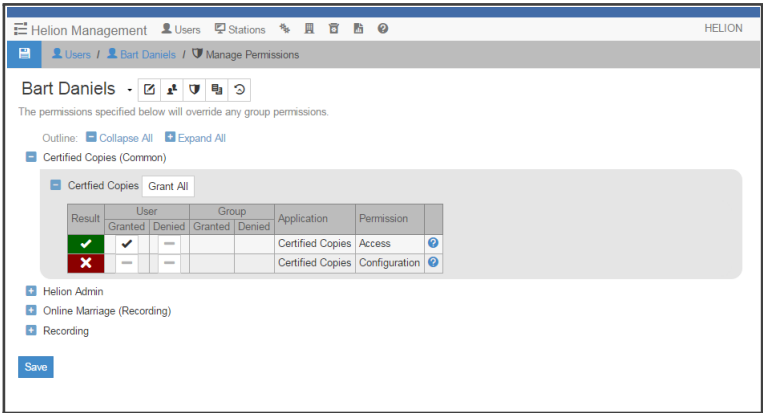 Helion Management Users Stations HELION
Users / Bart Daniels / Manage Permissions
Bart Daniels
The permissions specified below will override any group permissions.
Outline: Collapse All Expand All
Certified Copies (Common)
Certfied Copies Grant All
Result User Group Application Permission
Granted Denied Granted Denied
Certified Copies Access
Certified Copies Configuration
Helion Admin
Online Marriage (Recording)
Recording
Save